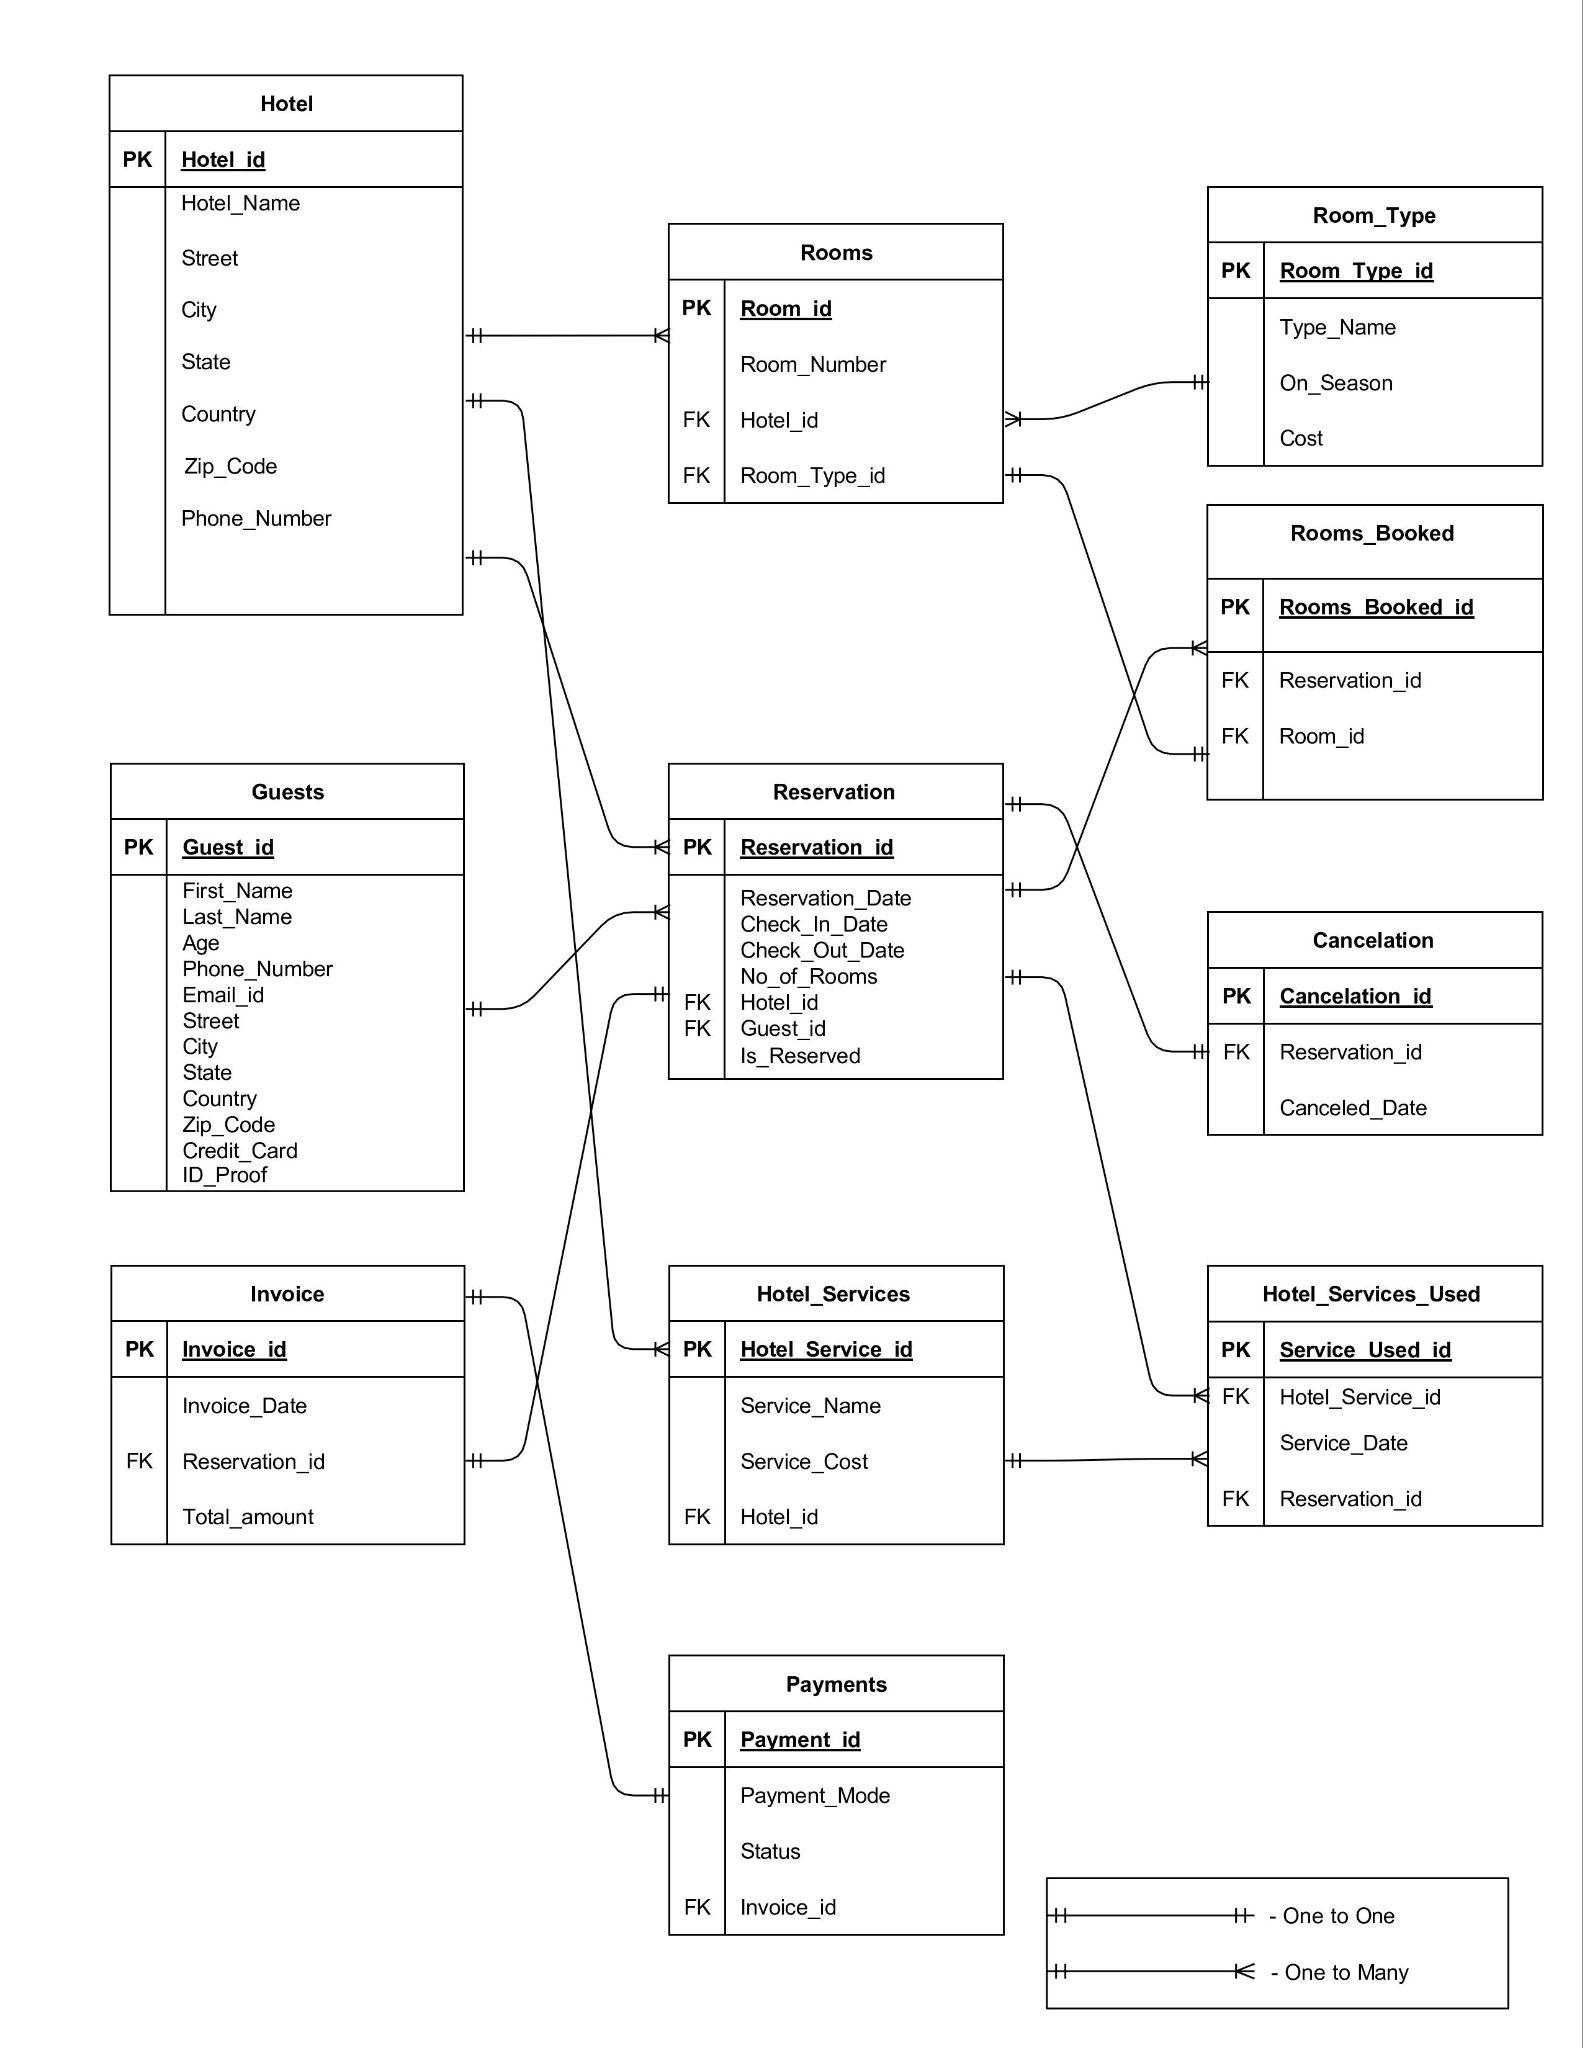 Hotel
PK Hotel_id
Hotel_Name
Street
City
State
Country
Zip_Code
Phone_Number
Rooms
PK Room_id
Room_Number
FK Hotel_id
FK Room_Type_id
Room_Type
PK Room_Type_id
Type_Name
On_Season
Cost
Rooms_Booked
PK Rooms_Booked_id
FK Reservation_id
FK Room_id
Guests
PK Guest_id
First_Name
Last_Name
Age
Phone_Number
Email_id
Street
City
State
Country
Zip_Code
Credit_Card
ID_Proof
Reservation
PK Reservation_id
Reservation_Date
Check_In_Date
Check_Out_Date
No_of_Rooms
FK Hotel_id
FK Guest_id
Is_Reserved
Cancelation
PK Cancelation_id
FK Reservation_id
Canceled_Date
Invoice
PK Invoice_id
Invoice_Date
FK Reservation_id
Total_amount
Hotel_Services
PK Hotel_Service_id
Service_Name
Service_Cost
FK Hotel_id
Hotel_Services_Used
PK Service_Used_id
FK Hotel_Service_id
Service_Date
FK Reservation_id
Payments
PK Payment_id
Payment_Mode
Status
FK Invoice_id
- One to One
- One to Many